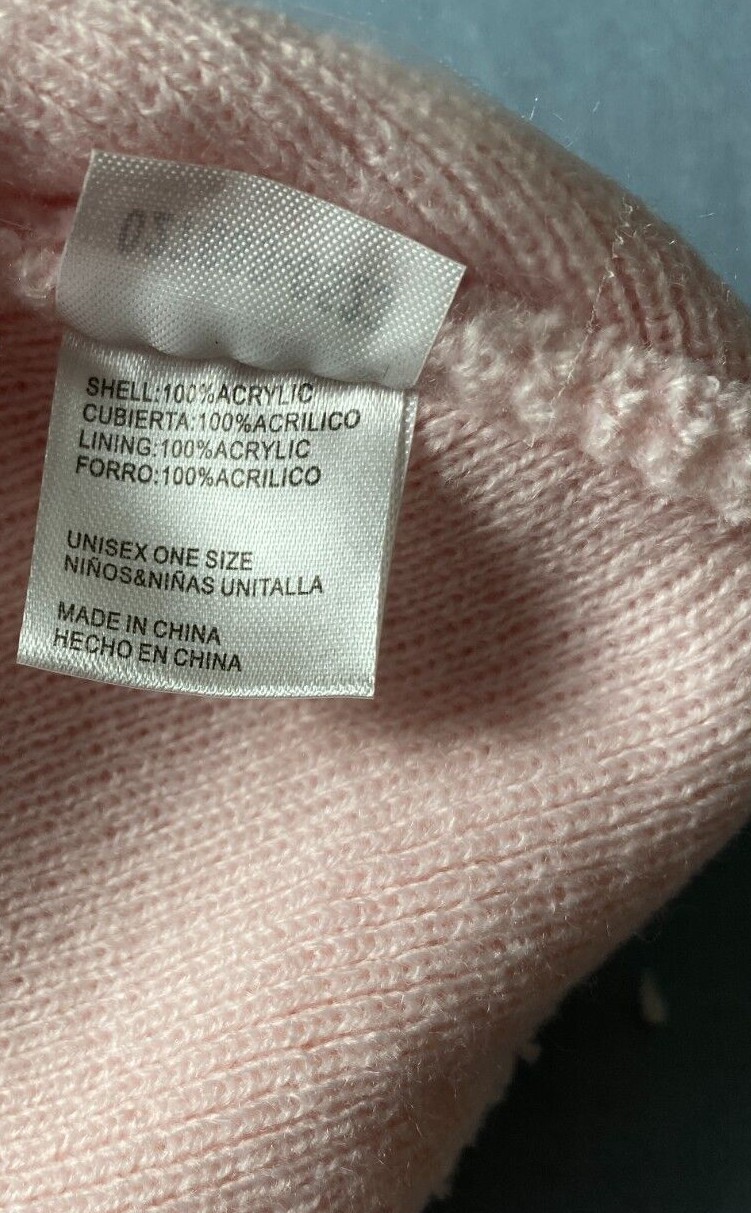 SHELL:100%ACRYLIC
CUBIERTA:100%ACRILICO
LINING:100%ACRYLIC
FORRO:100%ACRILICO
UNISEX ONE SIZE
NIÑOS&NIÑAS UNITALLA
MADE IN CHINA
HECHO EN CHINA